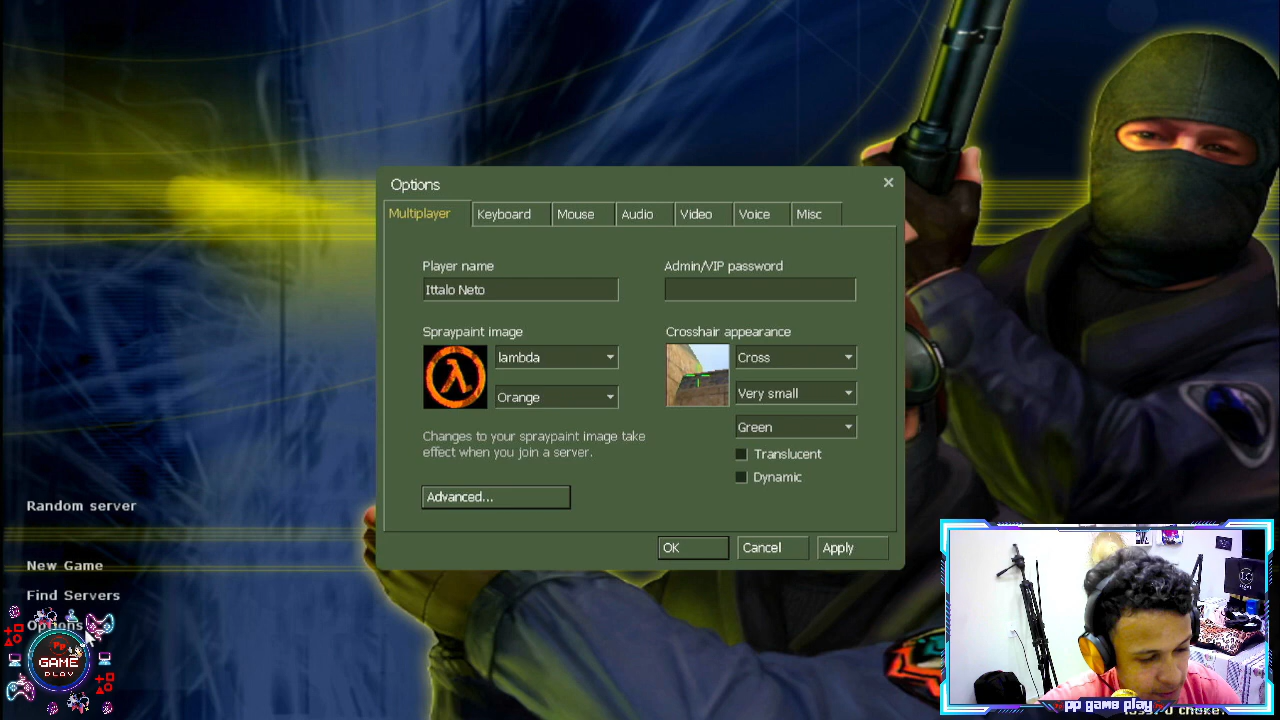 Options
Multiplayer
Keyboard
Mouse
Audio
Video
Voice
Misc
Player name
Admin/VIP password
Ittalo Neto
Spraypaint image
Crosshair appearance
lambda
Cross
Orange
Very small
Green
Changes to your spraypaint image take
effect when you join a server.
Translucent
Dynamic
Advanced...
OK
Cancel
Apply
Random server
New Game
Find Servers
Options
PP
GAME
PLAY
pp game play